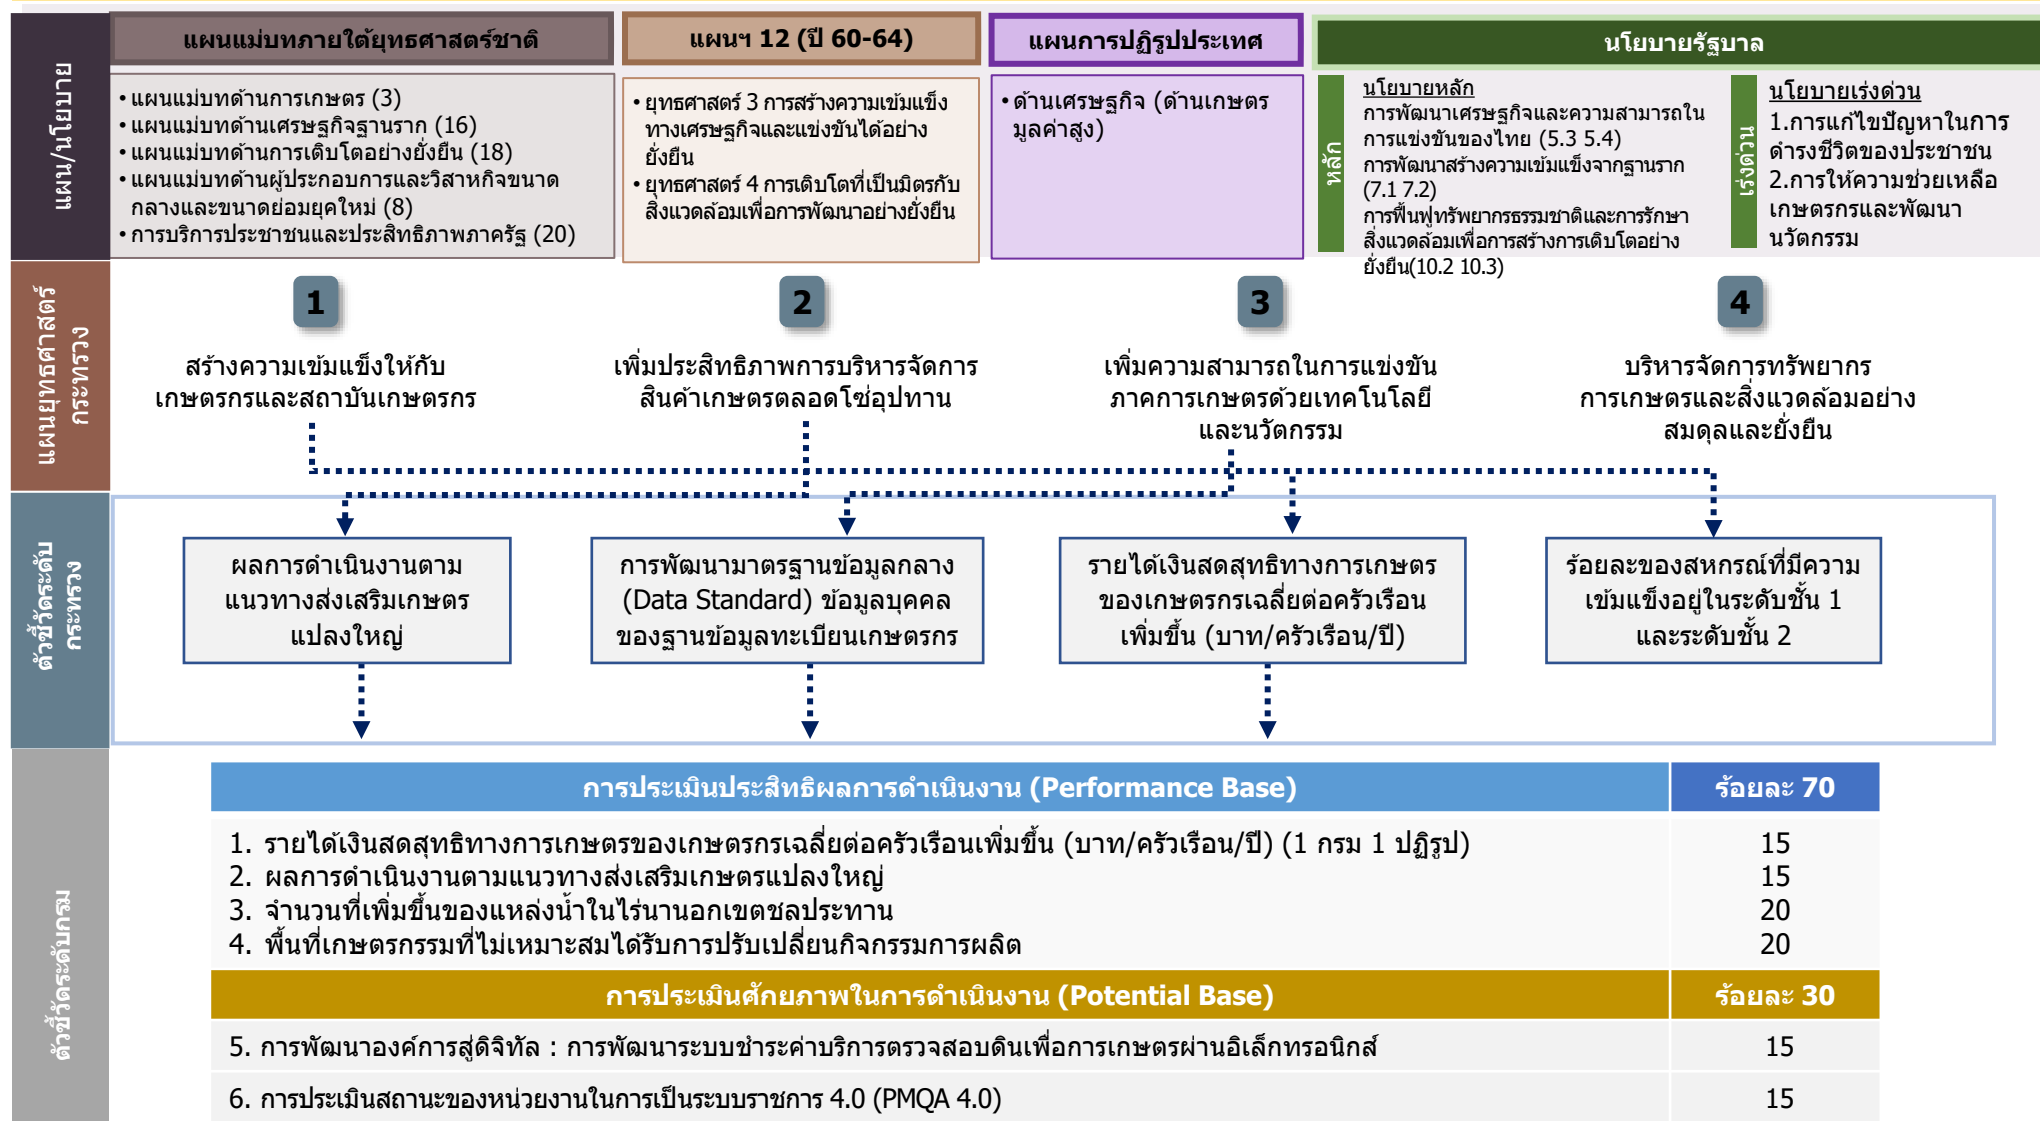 แผนแม่บทภายใต้ยุทธศาสตร์ชาติ
แผนฯ 12 (ปี 60-64)
แผนการปฏิรูปประเทศ
นโยบายรัฐบาล
แผน/นโยบาย
• แผนแม่บทด้านการเกษตร (3)
• แผนแม่บทด้านเศรษฐกิจฐานราก (16)
• แผนแม่บทด้านการเติบโตอย่างยั่งยืน (18)
• แผนแม่บทด้านผู้ประกอบการและวิสาหกิจขนาด
กลางและขนาดย่อมยุคใหม่ (8)
• การบริการประชาชนและประสิทธิภาพภาครัฐ (20)
• ยุทธศาสตร์ 3 การสร้างความเข้มแข็ง
ทางเศรษฐกิจและแข่งขันได้อย่าง
ยั่งยืน
• ยุทธศาสตร์ 4 การเติบโตที่เป็นมิตรกับ
สิ่งแวดล้อมเพื่อการพัฒนาอย่างยั่งยืน
• ด้านเศรษฐกิจ (ด้านเกษตร
มูลค่าสูง)
หลัก
นโยบายหลัก
การพัฒนาเศรษฐกิจและความสามารถใน
การแข่งขันของไทย (5.3 5.4)
การพัฒนาสร้างความเข้มแข็งจากฐานราก
(7.1 7.2)
การฟื้นฟูทรัพยากรธรรมชาติและการรักษา
สิ่งแวดล้อมเพื่อการสร้างการเติบโตอย่าง
ยั่งยืน(10.2 10.3)
เร่งด่วน
นโยบายเร่งด่วน
1.การแก้ไขปัญหาในการ
ดำรงชีวิตของประชาชน
2.การให้ความช่วยเหลือ
เกษตรกรและพัฒนา
นวัตกรรม
แผนยุทธศาสตร์
กระทรวง
1
สร้างความเข้มแข็งให้กับ
เกษตรกรและสถาบันเกษตรกร
2
เพิ่มประสิทธิภาพการบริหารจัดการ
สินค้าเกษตรตลอดโซ่อุปทาน
3
เพิ่มความสามารถในการแข่งขัน
ภาคการเกษตรด้วยเทคโนโลยี
และนวัตกรรม
4
บริหารจัดการทรัพยากร
การเกษตรและสิ่งแวดล้อมอย่าง
สมดุลและยั่งยืน
ตัวชี้วัดระดับ
กระทรวง
ผลการดำเนินงานตาม
แนวทางส่งเสริมเกษตร
แปลงใหญ่
การพัฒนามาตรฐานข้อมูลกลาง
(Data Standard) ข้อมูลบุคคล
ของฐานข้อมูลทะเบียนเกษตรกร
รายได้เงินสดสุทธิทางการเกษตร
ของเกษตรกรเฉลี่ยต่อครัวเรือน
เพิ่มขึ้น (บาท/ครัวเรือน/ปี)
ร้อยละของสหกรณ์ที่มีความ
เข้มแข็งอยู่ในระดับชั้น 1
และระดับชั้น 2
ตัวชี้วัดระดับกรม
การประเมินประสิทธิผลการดำเนินงาน (Performance Base) ร้อยละ 70
1. รายได้เงินสดสุทธิทางการเกษตรของเกษตรกรเฉลี่ยต่อครัวเรือนเพิ่มขึ้น (บาท/ครัวเรือน/ปี) (1 กรม 1 ปฏิรูป) 15
2. ผลการดำเนินงานตามแนวทางส่งเสริมเกษตรแปลงใหญ่ 15
3. จำนวนที่เพิ่มขึ้นของแหล่งน้ำในไร่นานอกเขตชลประทาน 20
4. พื้นที่เกษตรกรรมที่ไม่เหมาะสมได้รับการปรับเปลี่ยนกิจกรรมการผลิต 20
การประเมินศักยภาพในการดำเนินงาน (Potential Base) ร้อยละ 30
5. การพัฒนาองค์การสู่ดิจิทัล : การพัฒนาระบบชำระค่าบริการตรวจสอบดินเพื่อการเกษตรผ่านอิเล็กทรอนิกส์ 15
6. การประเมินสถานะของหน่วยงานในการเป็นระบบราชการ 4.0 (PMQA 4.0) 15